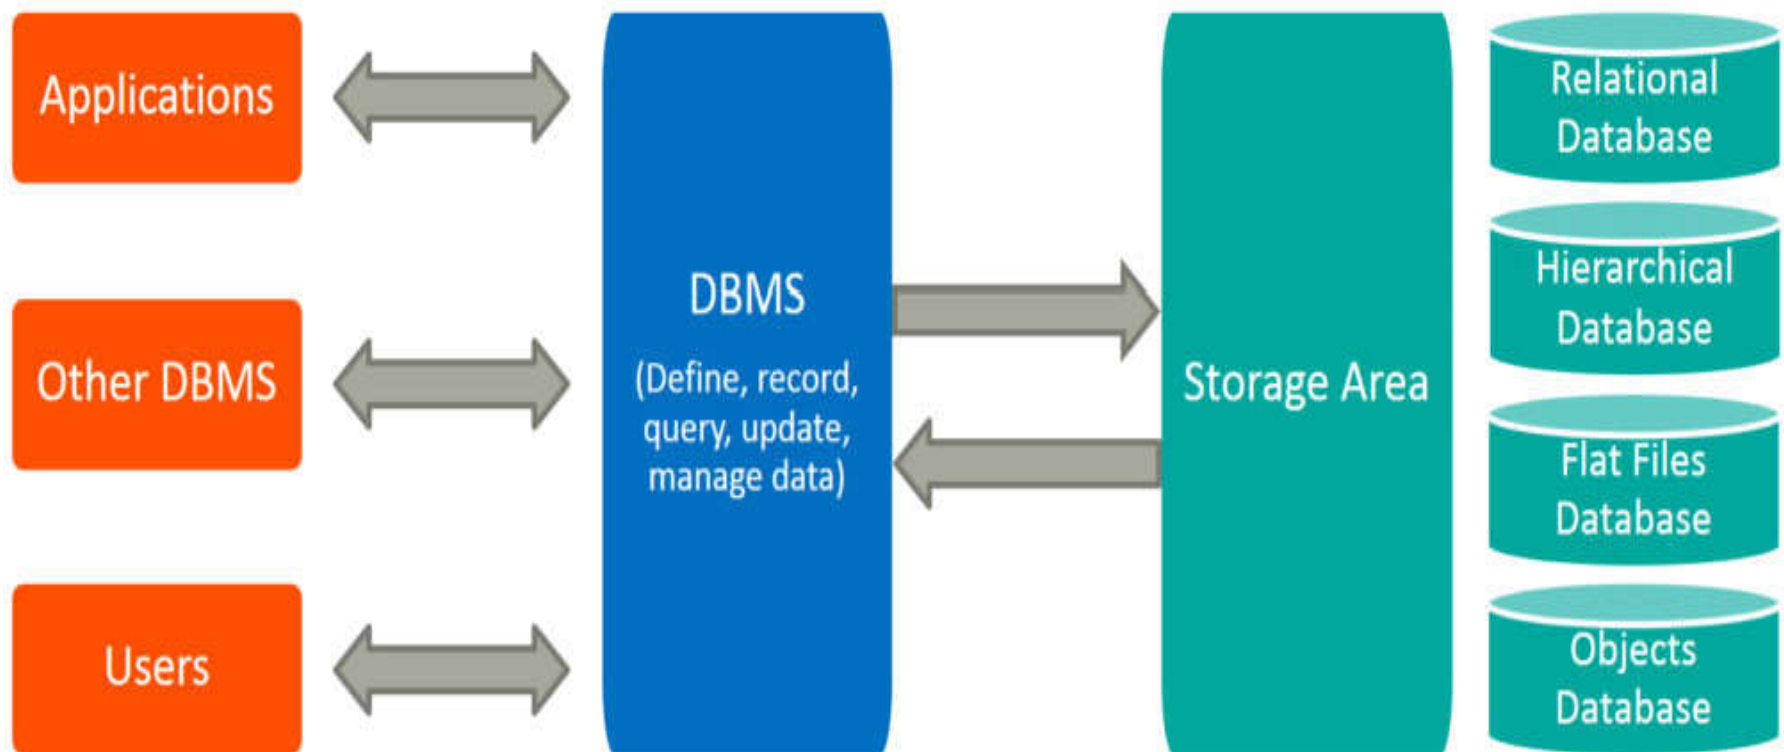 Applications
Other DBMS
Users
DBMS
(Define, record,
query, update,
manage data)
Storage Area
Relational
Database
Hierarchical
Database
Flat Files
Database
Objects
Database